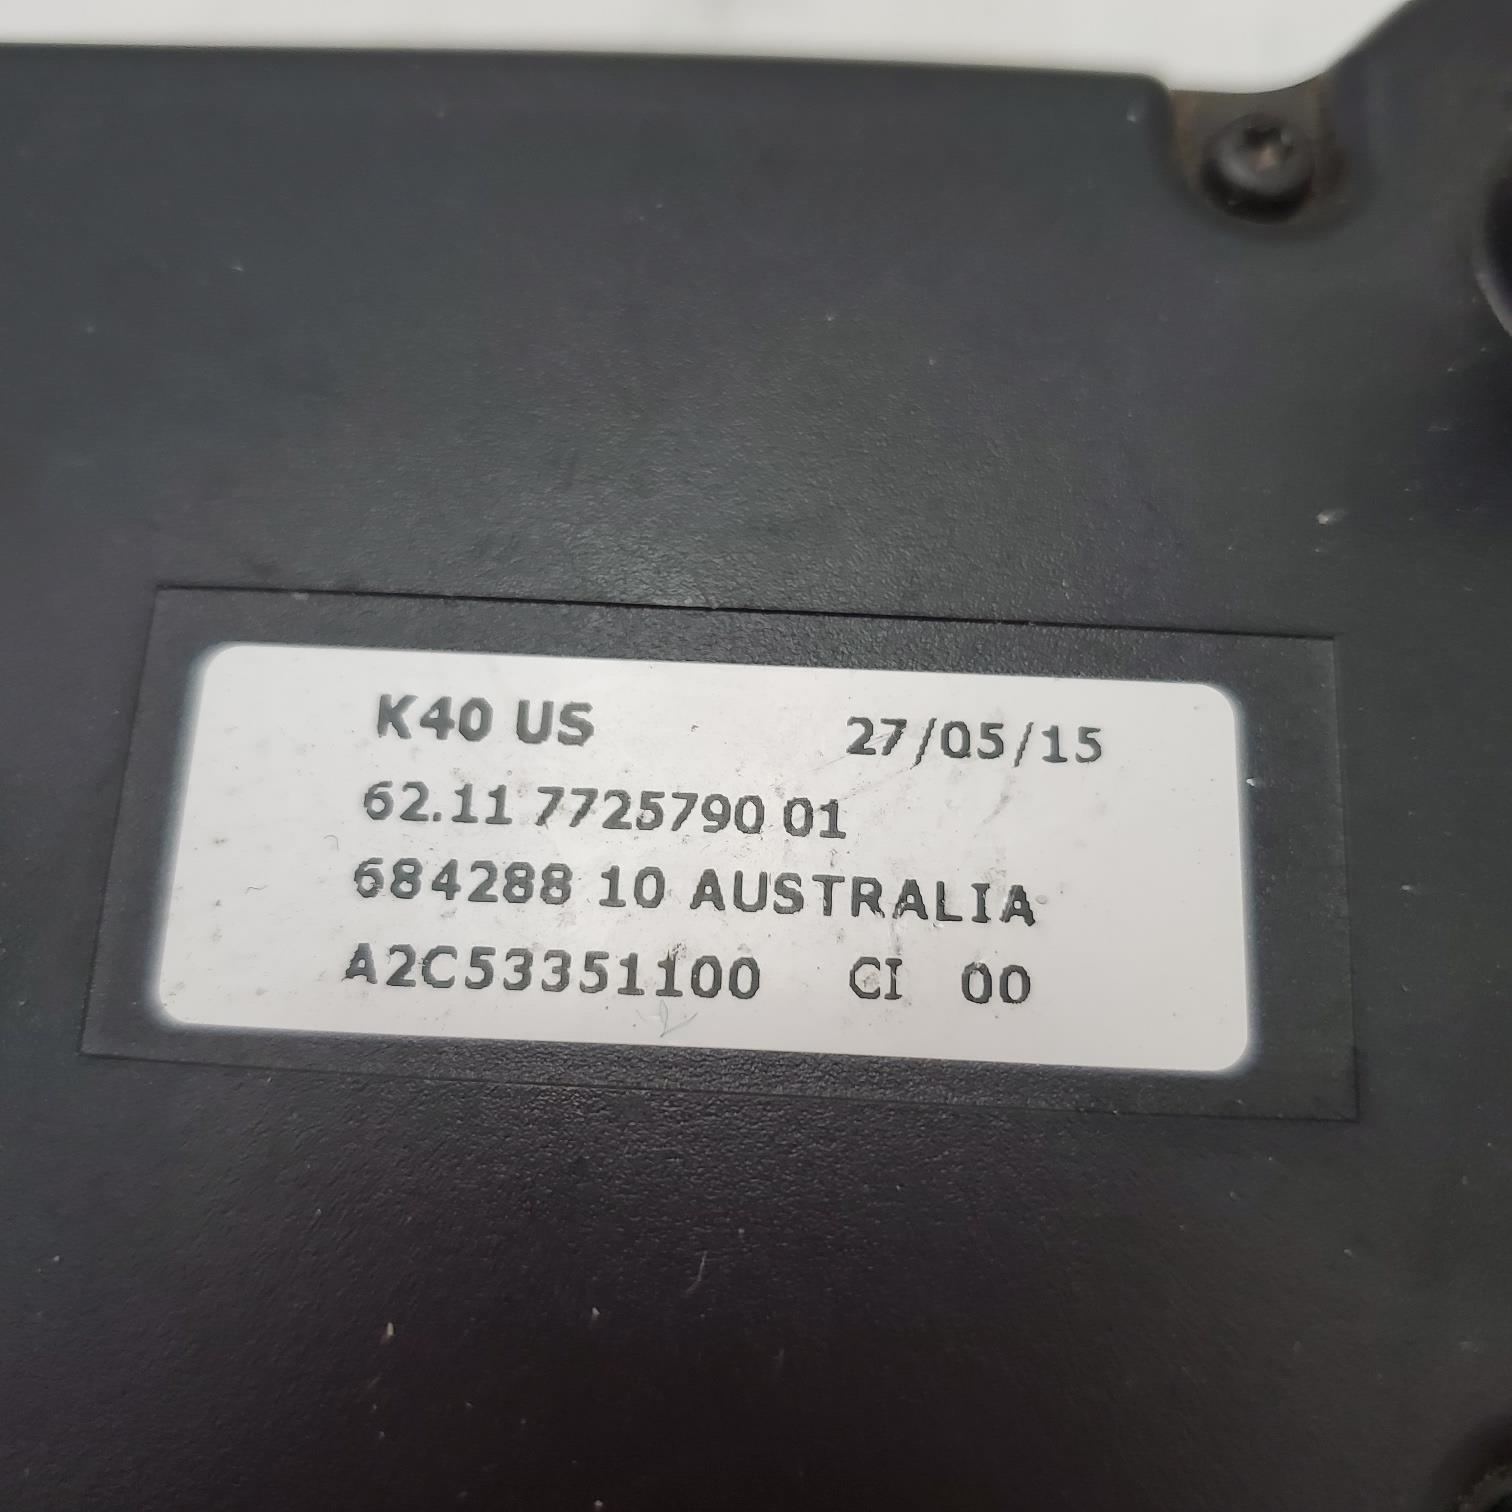 K40 US 27/05/15
62.11 7725790 01
684288 10 AUSTRALIA
A2C53351100 CI 00